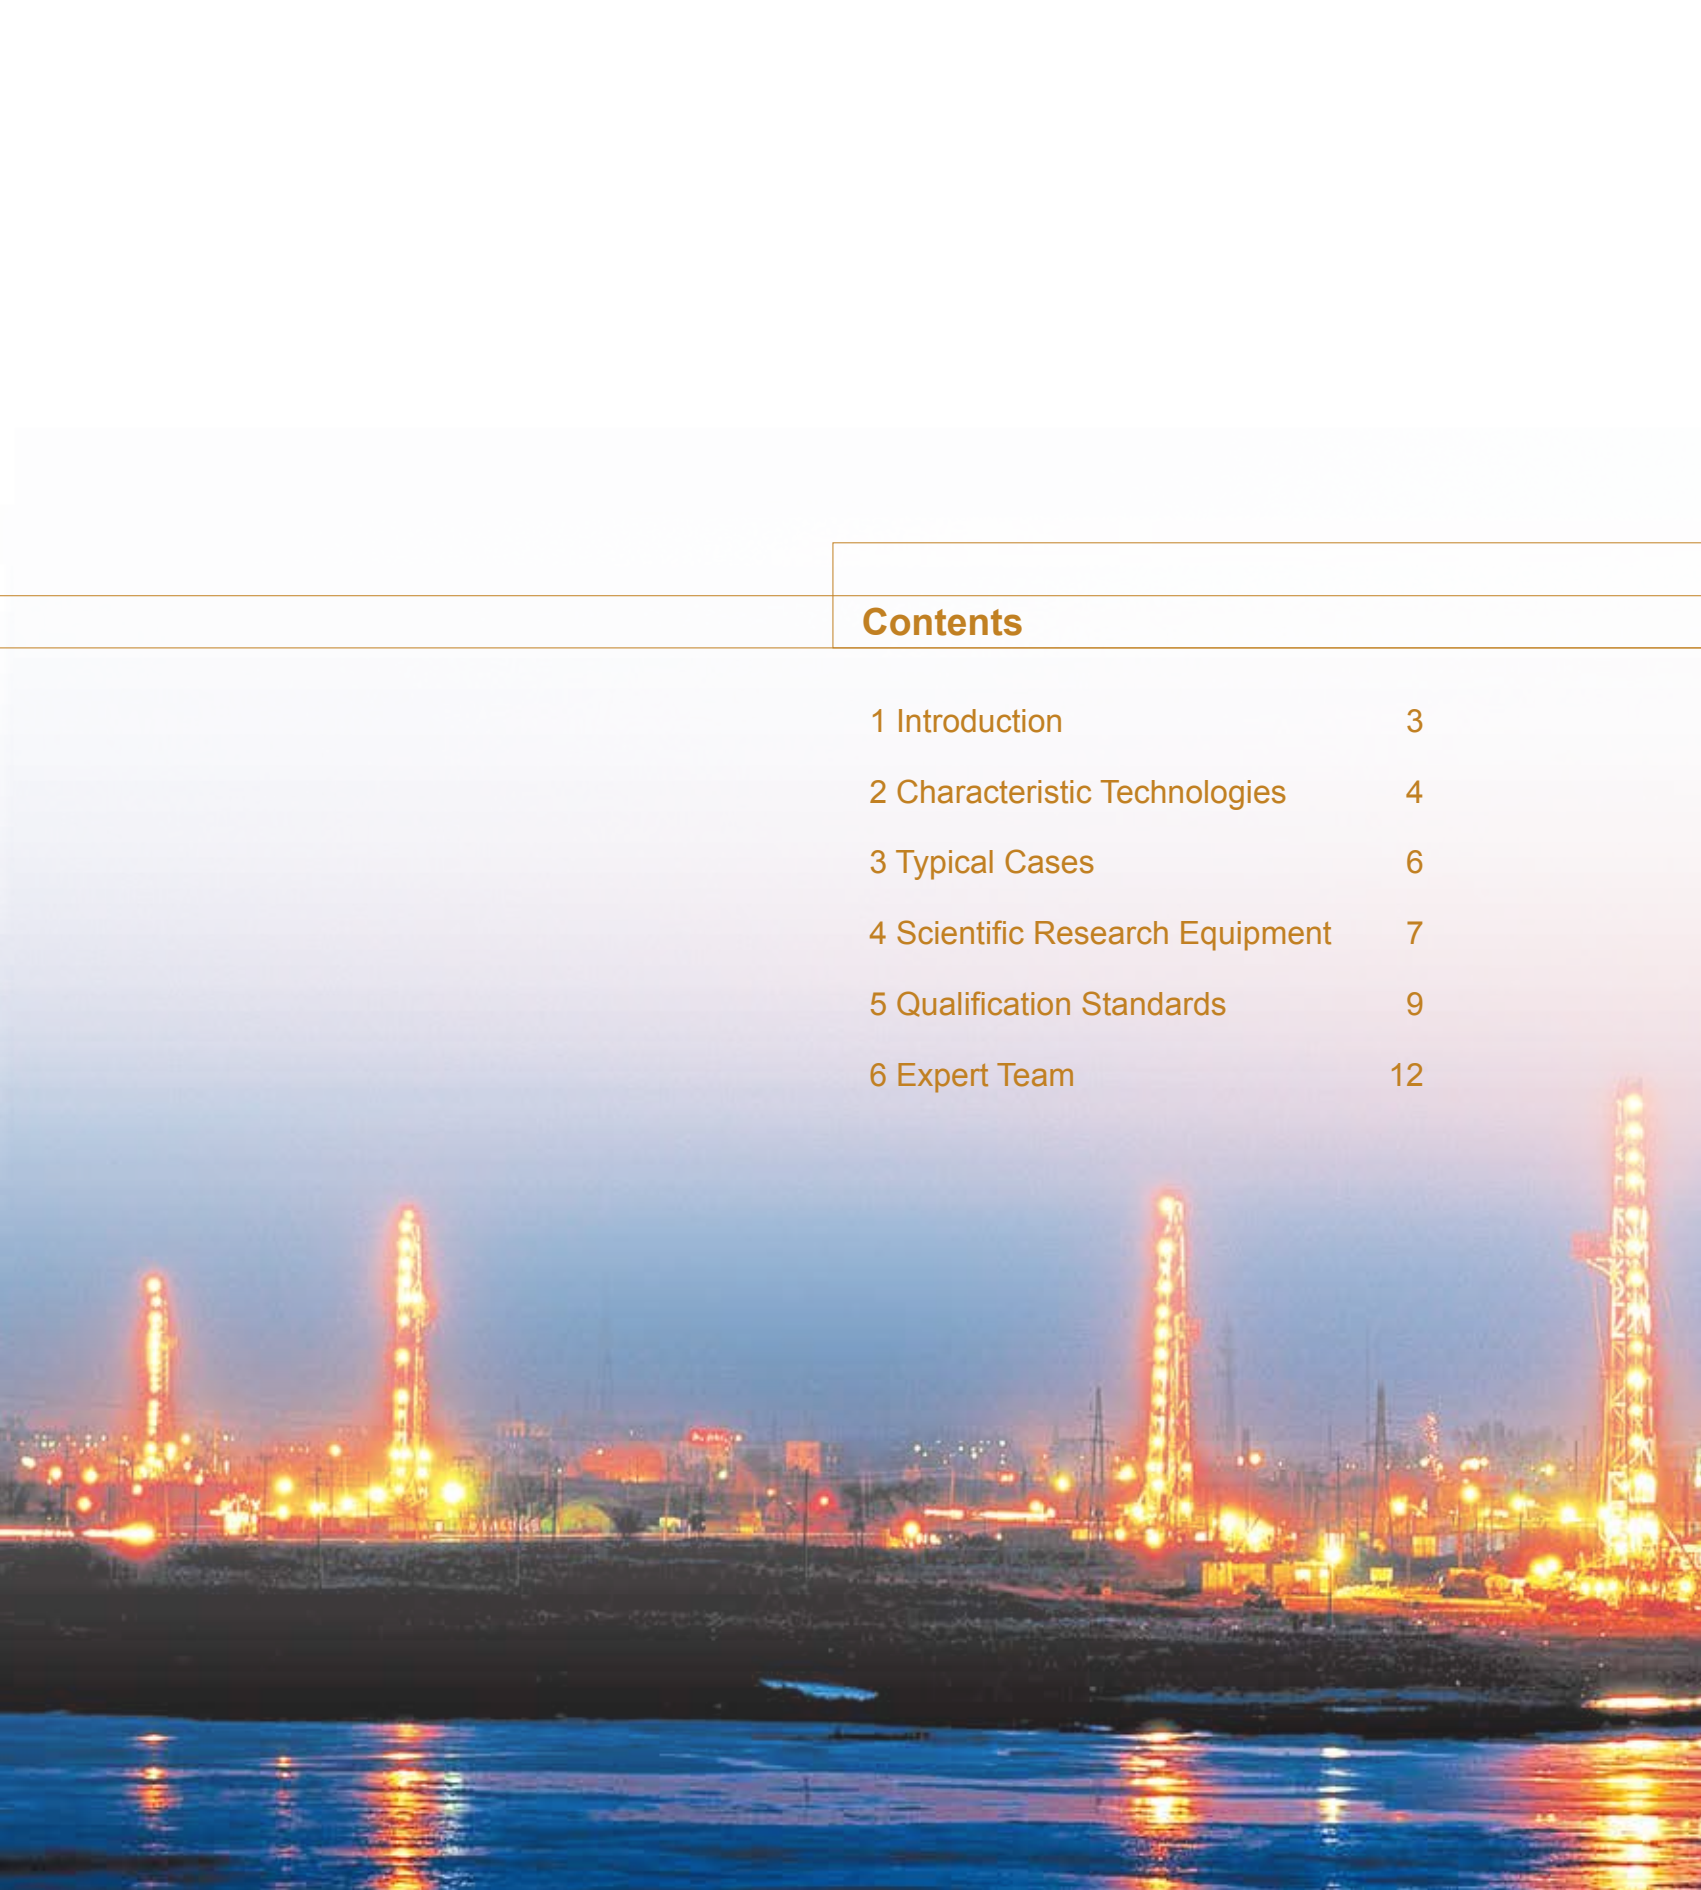 Contents
1 Introduction 3
2 Characteristic Technologies 4
3 Typical Cases 6
4 Scientific Research Equipment 7
5 Qualification Standards 9
6 Expert Team 12